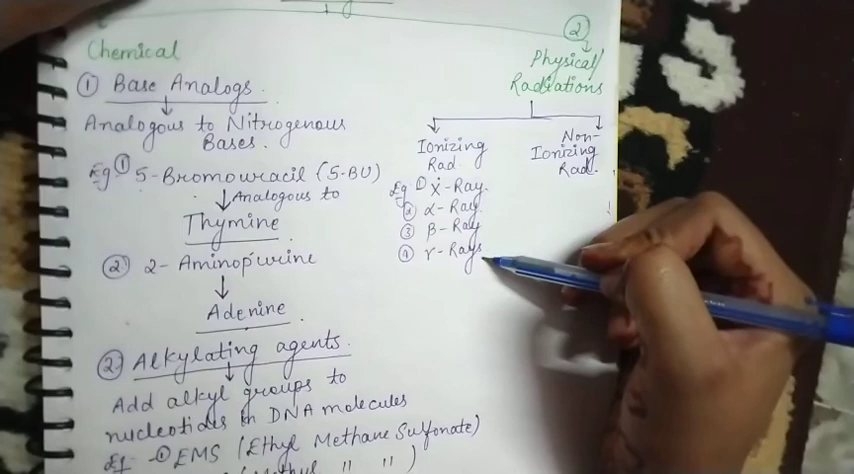 Chemical
① Base Analogs.
Analogous to Nitrogenous
Bases.
Eg ① 5-Bromouracil (5-BU)
Analogous to
Thymine
② 2-Aminopurine
Adenine
② Alkylating agents.
Add alkyl groups to
nucleotides in DNA molecules
Eg. ① EMS (Ethyl Methane Sulfonate)
(Methyl " " )
②
Physical/
Radiations
Ionizing
Rad.
Eg ① X-Ray.
② α-Ray.
③ β-Ray
④ γ-Rays
Non-
Ionizing
Rad.